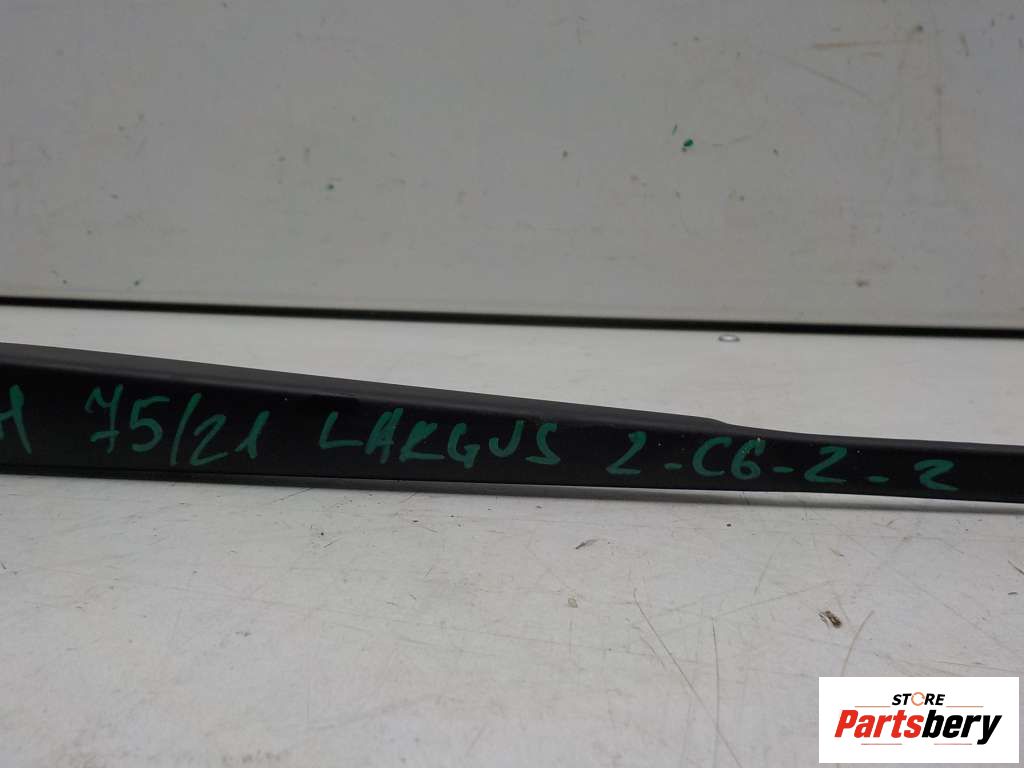 75/21 LARGUS 2-C6-2-2
STORE
Partsbery